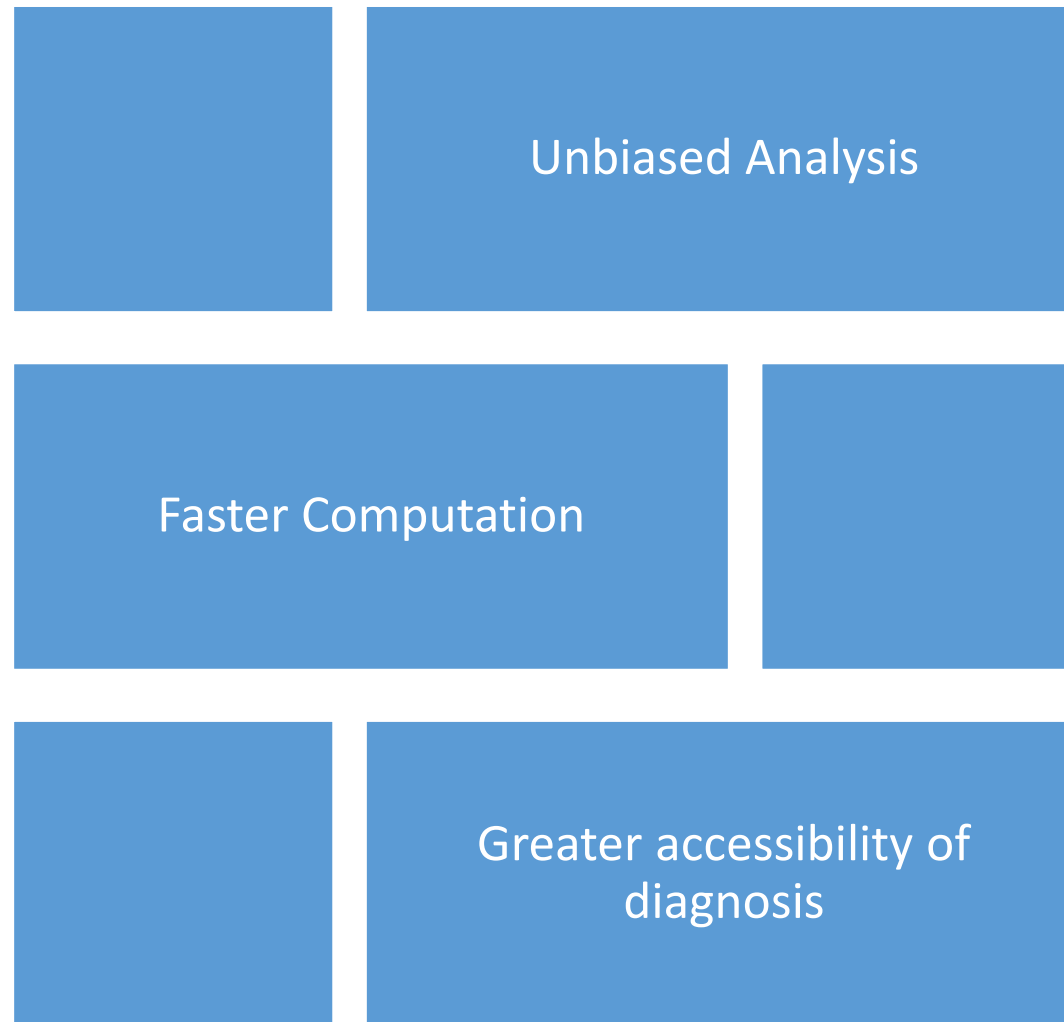 Unbiased Analysis
Faster Computation
Greater accessibility of
diagnosis